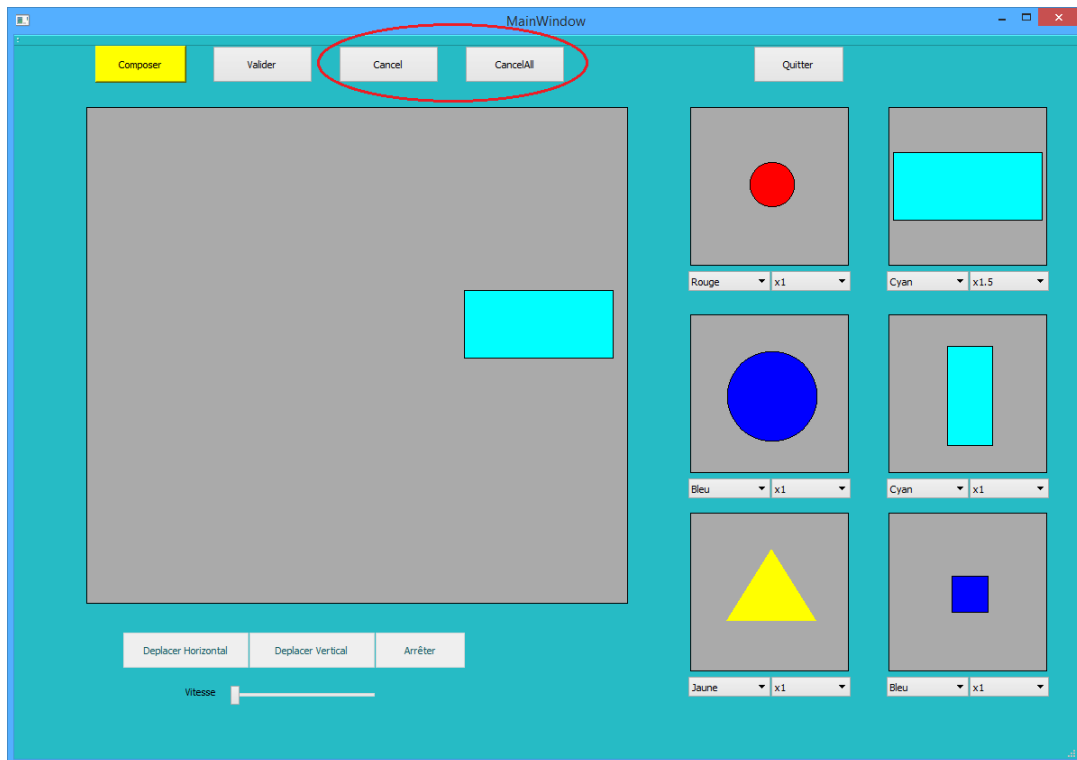 MainWindow
Composer
Valider
Cancel
CancelAll
Quitter
Rouge
x1
Cyan
x1.5
Bleu
x1
Cyan
x1
Deplacer Horizontal
Deplacer Vertical
Arrêter
Vitesse
Jaune
x1
Bleu
x1